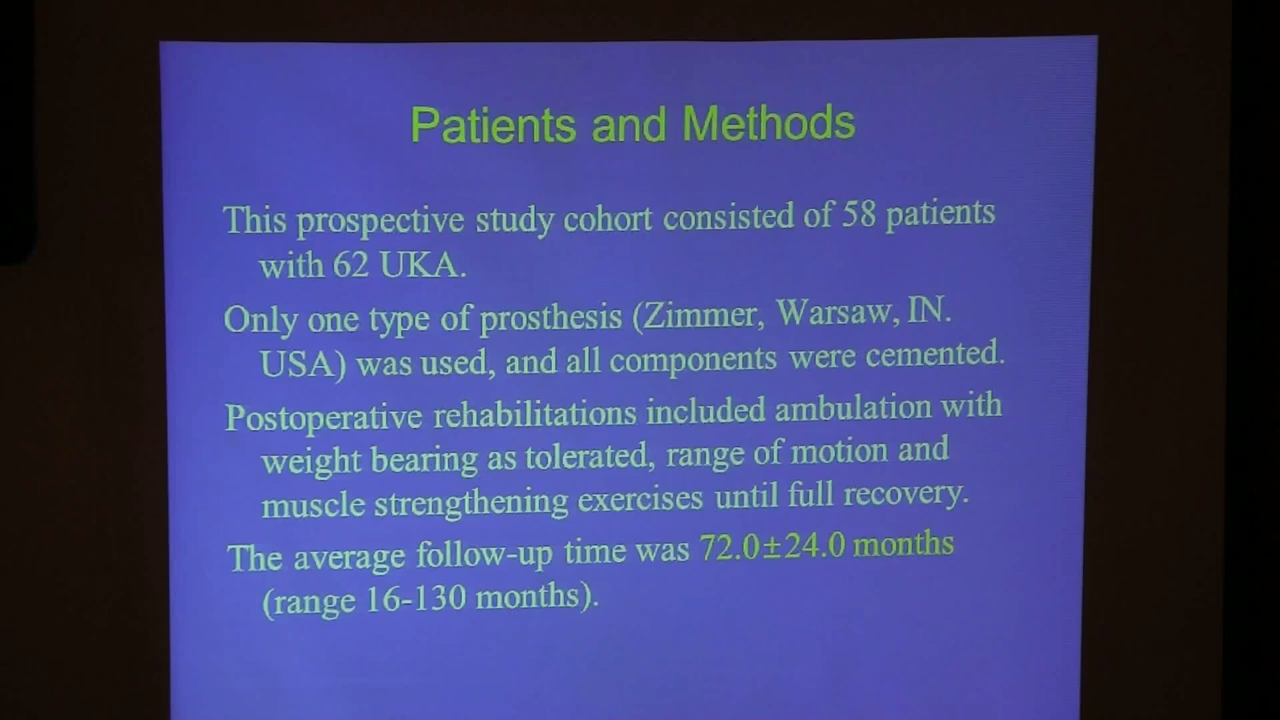 Patients and Methods
This prospective study cohort consisted of 58 patients
with 62 UKA.
Only one type of prosthesis (Zimmer, Warsaw, IN.
USA) was used, and all components were cemented.
Postoperative rehabilitations included ambulation with
weight bearing as tolerated, range of motion and
muscle strengthening exercises until full recovery.
The average follow-up time was 72.0±24.0 months
(range 16-130 months).